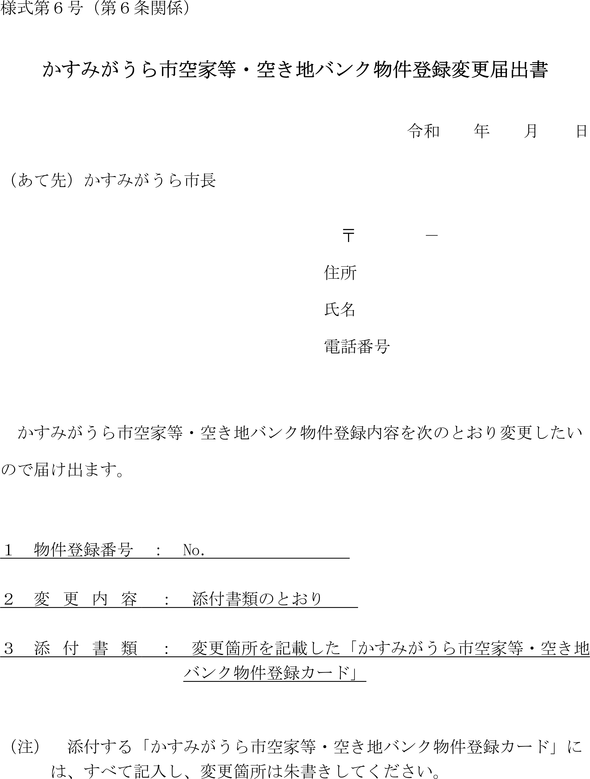 様式第６号（第６条関係）
かすみがうら市空家等・空き地バンク物件登録変更届出書
令和　　年　　月　　日
（あて先）かすみがうら市長
〒　　　　－
住所
氏名
電話番号
かすみがうら市空家等・空き地バンク物件登録内容を次のとおり変更したい
ので届け出ます。
１　物件登録番号　：　No.
２　変　更　内　容　：　添付書類のとおり
３　添　付　書　類　：　変更箇所を記載した「かすみがうら市空家等・空き地
バンク物件登録カード」
（注）　添付する「かすみがうら市空家等・空き地バンク物件登録カード」に
は、すべて記入し、変更箇所は朱書きしてください。